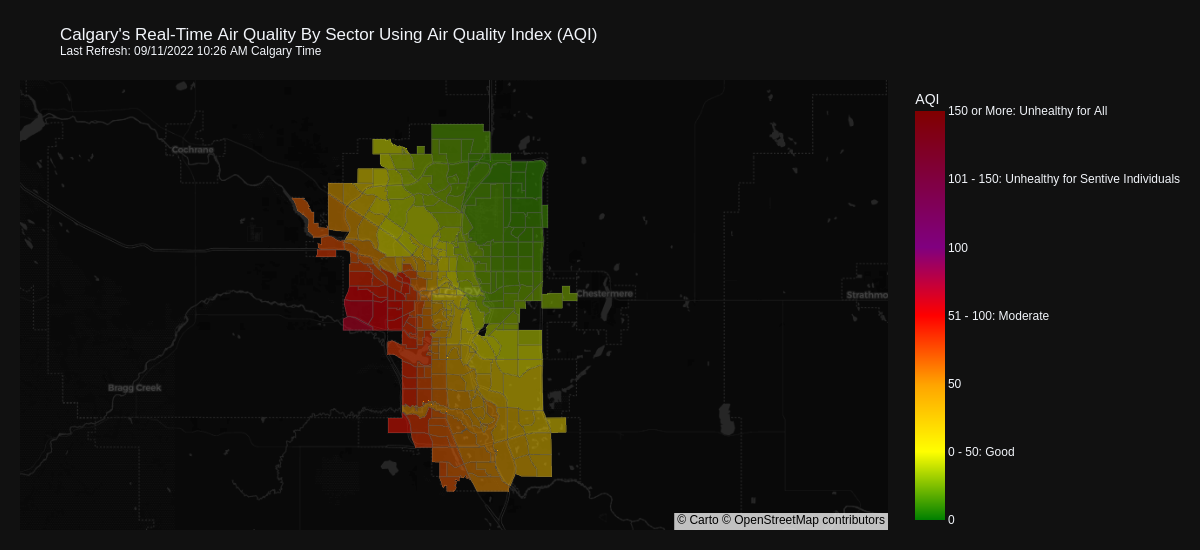 Calgary's Real-Time Air Quality By Sector Using Air Quality Index (AQI)
Last Refresh: 09/11/2022 10:26 AM Calgary Time
AQI
150 or More: Unhealthy for All
Cochrane
101 - 150: Unhealthy for Sentive Individuals
100
CALGARY
Chestermere
Strathmo
51 - 100: Moderate
50
Bragg Creek
0 - 50: Good
0
© Carto © OpenStreetMap contributors